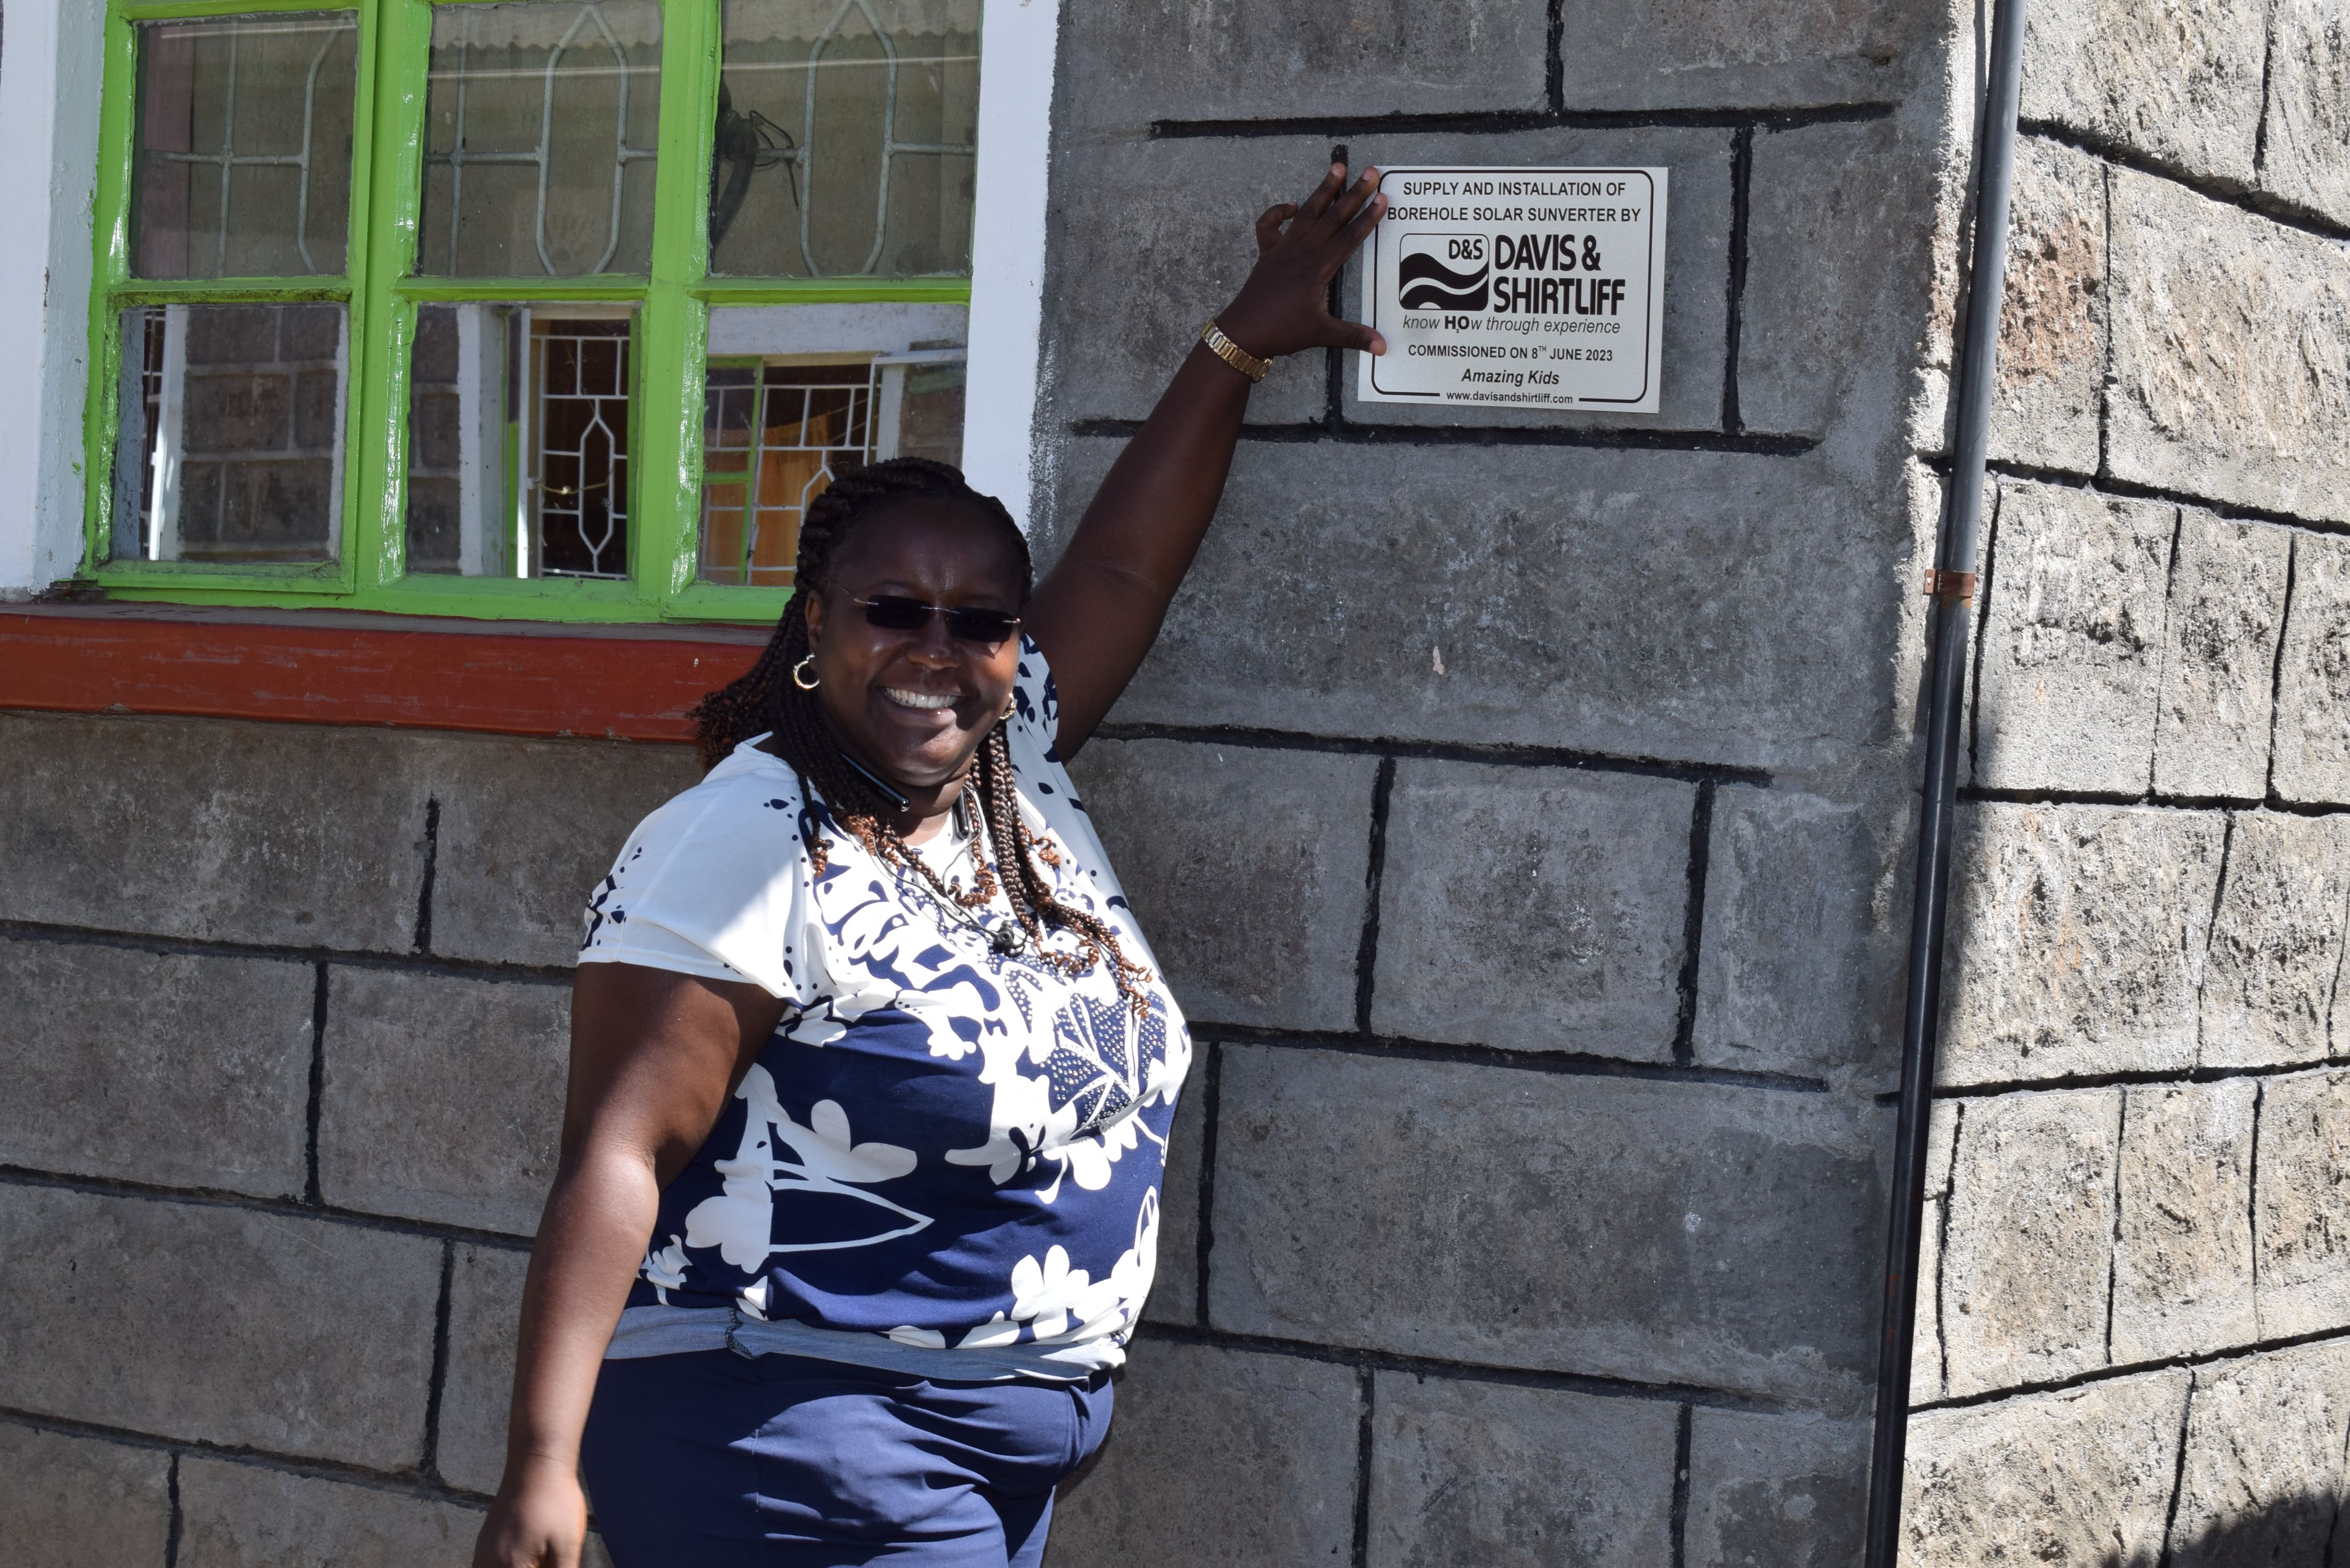 SUPPLY AND INSTALLATION OF
BOREHOLE SOLAR SUNVERTER BY
D&S DAVIS &
SHIRTLIFF
know H2Ow through experience
COMMISSIONED ON 8TH JUNE 2023
Amazing Kids
www.davisandshirtliff.com